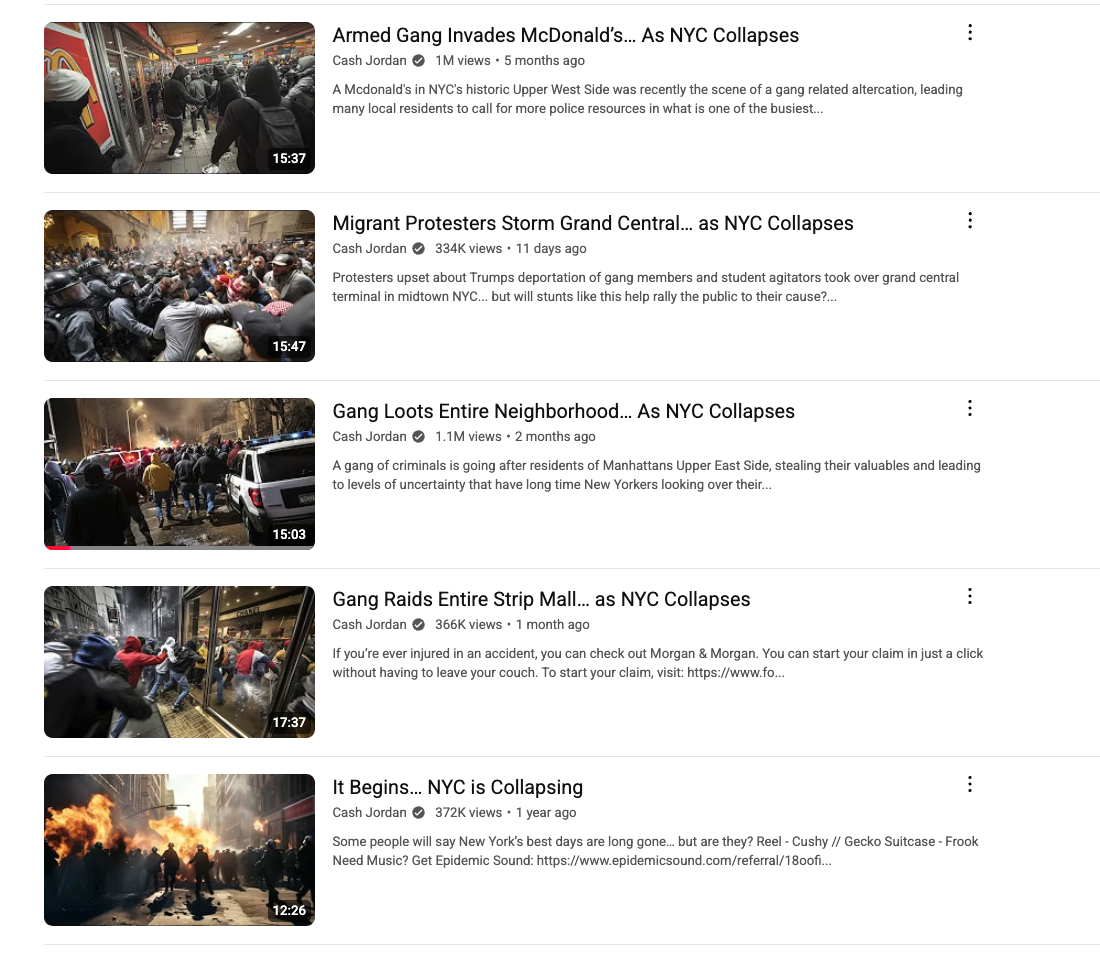 Armed Gang Invades McDonald’s… As NYC Collapses
Cash Jordan 1M views • 5 months ago
A Mcdonald's in NYC's historic Upper West Side was recently the scene of a gang related altercation, leading
many local residents to call for more police resources in what is one of the busiest...
15:37
Migrant Protesters Storm Grand Central… as NYC Collapses
Cash Jordan 334K views • 11 days ago
Protesters upset about Trumps deportation of gang members and student agitators took over grand central
terminal in midtown NYC... but will stunts like this help rally the public to their cause?...
15:47
Gang Loots Entire Neighborhood… As NYC Collapses
Cash Jordan 1.1M views • 2 months ago
A gang of criminals is going after residents of Manhattans Upper East Side, stealing their valuables and leading
to levels of uncertainty that have long time New Yorkers looking over their...
15:03
Gang Raids Entire Strip Mall… as NYC Collapses
Cash Jordan 366K views • 1 month ago
If you’re ever injured in an accident, you can check out Morgan & Morgan. You can start your claim in just a click
without having to leave your couch. To start your claim, visit: https://www.fo...
CHANEL
17:37
It Begins… NYC is Collapsing
Cash Jordan 372K views • 1 year ago
Some people will say New York’s best days are long gone… but are they? Reel - Cushy // Gecko Suitcase - Frook
Need Music? Get Epidemic Sound: https://www.epidemicsound.com/referral/18oofi...
12:26